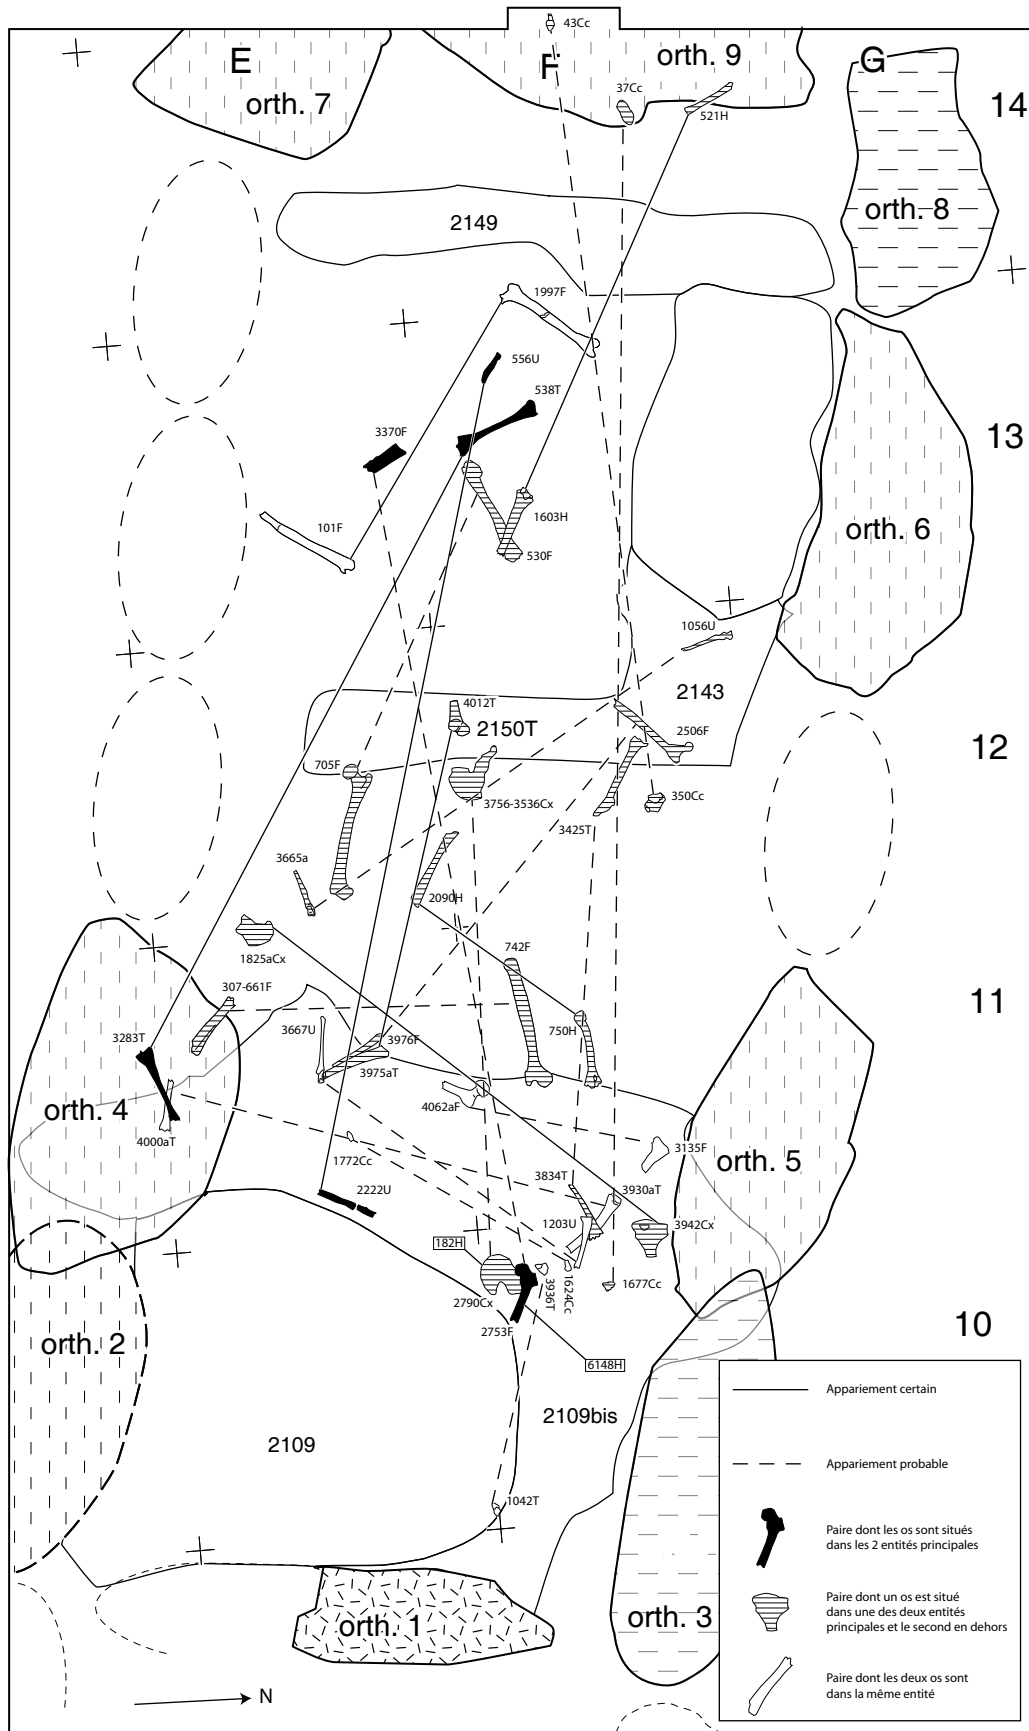 43Cc
E
F
orth. 9
G
orth. 7
37Cc
521H
14
orth. 8
2149
1997F
556U
538T
3370F
13
101F
1603H
530F
orth. 6
1056U
2143
4012T
2150T
2506F
12
705F
3756-3536Cx
350Cc
3425T
3665a
2090H
1825aCx
742F
307-661F
11
3283T
3667U
3976F
750H
3975aT
orth. 4
4062aF
4000aT
3135F
1772Cc
orth. 5
3834T
3930aT
2222U
1203U
3942Cx
182H
3936T
1624Cc
1677Cc
2790Cx
2753F
10
orth. 2
6148H
Appariement certain
2109bis
2109
Appariement probable
1042T
Paire dont les os sont situés
dans les 2 entités principales
Paire dont un os est situé
dans une des deux entités
principales et le second en dehors
orth. 1
orth. 3
Paire dont les deux os sont
dans la même entité
N